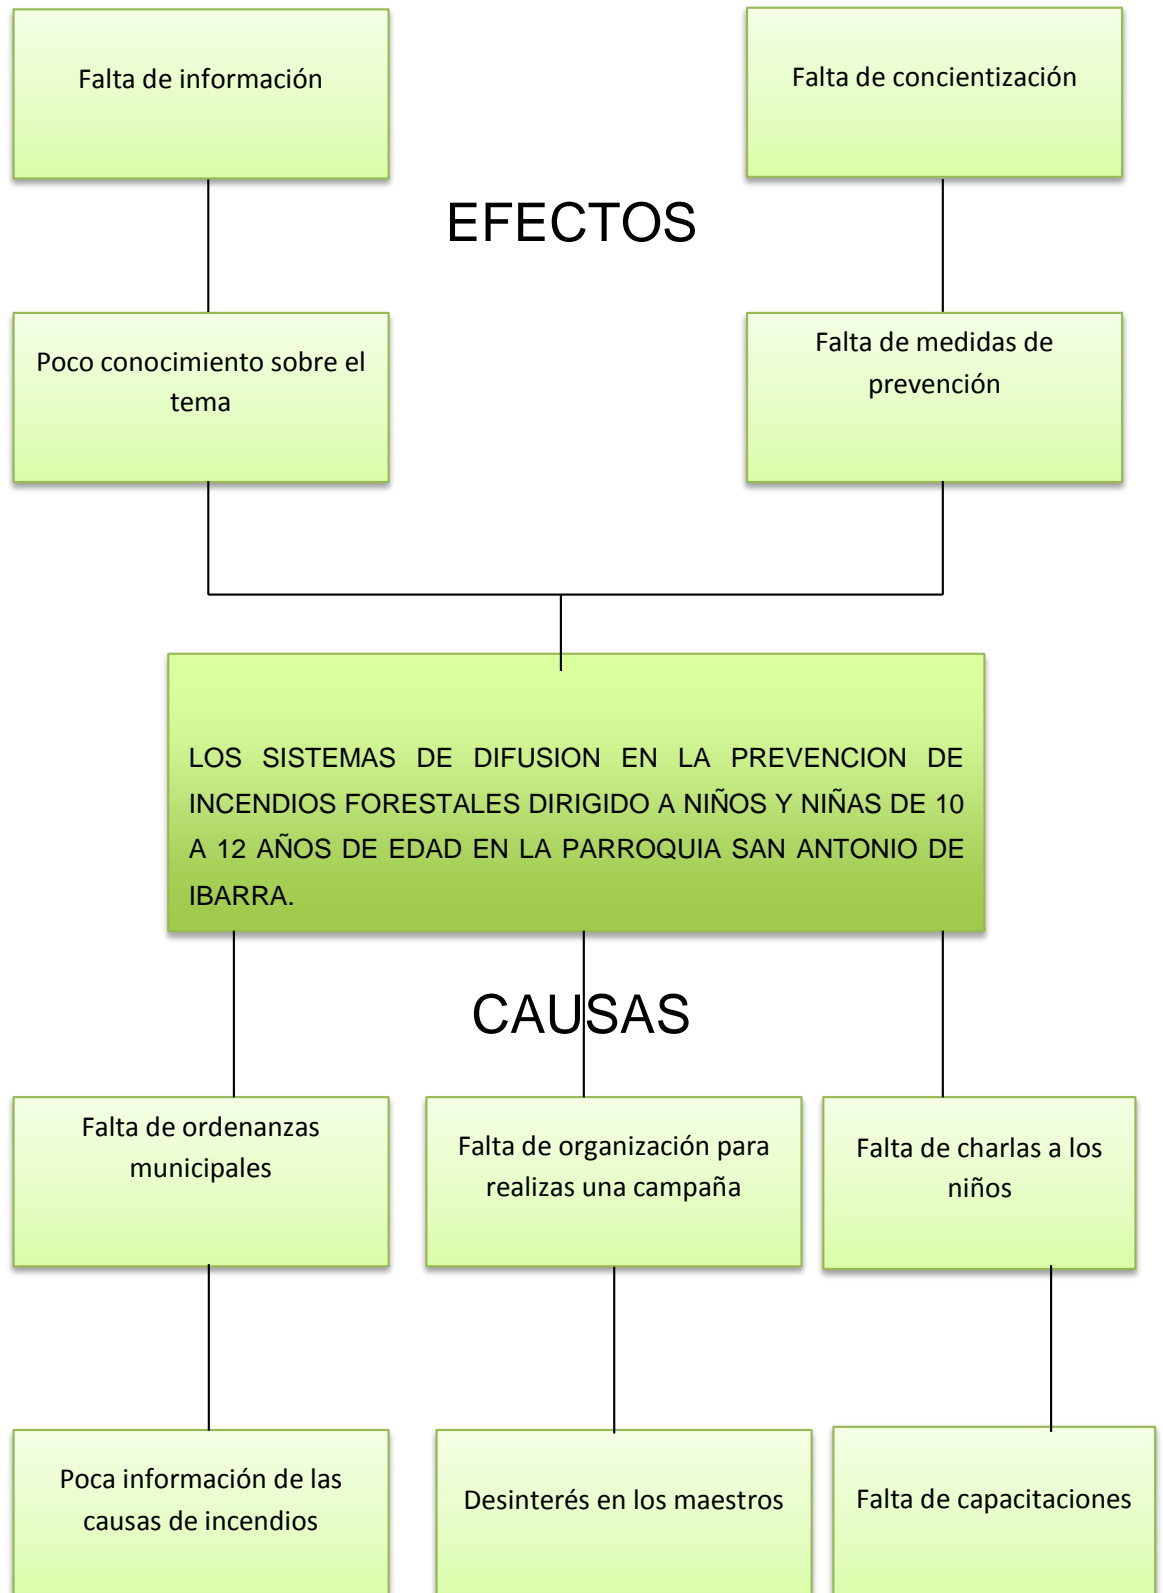 Falta de información
Falta de concientización
EFECTOS
Poco conocimiento sobre el
tema
Falta de medidas de
prevención
LOS SISTEMAS DE DIFUSION EN LA PREVENCION DE
INCENDIOS FORESTALES DIRIGIDO A NIÑOS Y NIÑAS DE 10
A 12 AÑOS DE EDAD EN LA PARROQUIA SAN ANTONIO DE
IBARRA.
CAUSAS
Falta de ordenanzas
municipales
Falta de organización para
realizas una campaña
Falta de charlas a los
niños
Poca información de las
causas de incendios
Desinterés en los maestros
Falta de capacitaciones